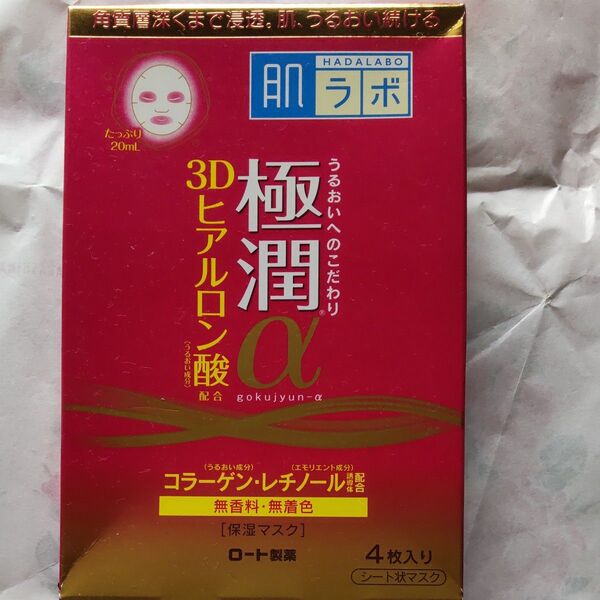 角質層深くまで浸透。肌、うるおい続ける
HADALABO
肌ラボ
たっぷり
20mL
うるおいへのこだわり
極潤α®
gokujyun-α
3Dヒアルロン酸
(うるおい成分)
配合
(うるおい成分)
(エモリエント成分)
コラーゲン・レチノール誘導体配合
無香料・無着色
[保湿マスク]
ロート製薬
4枚入り
シート状マスク